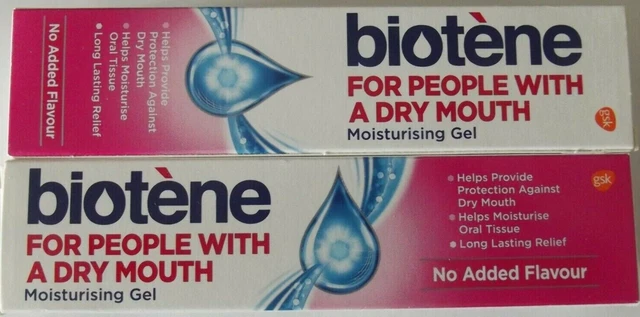 biotène
FOR PEOPLE WITH
A DRY MOUTH
Moisturising Gel
gsk
Helps Provide
Protection Against
Dry Mouth
Helps Moisturise
Oral Tissue
Long Lasting Relief
No Added Flavour
biotène
FOR PEOPLE WITH
A DRY MOUTH
Moisturising Gel
Helps Provide
Protection Against
Dry Mouth
Helps Moisturise
Oral Tissue
Long Lasting Relief
No Added Flavour
gsk